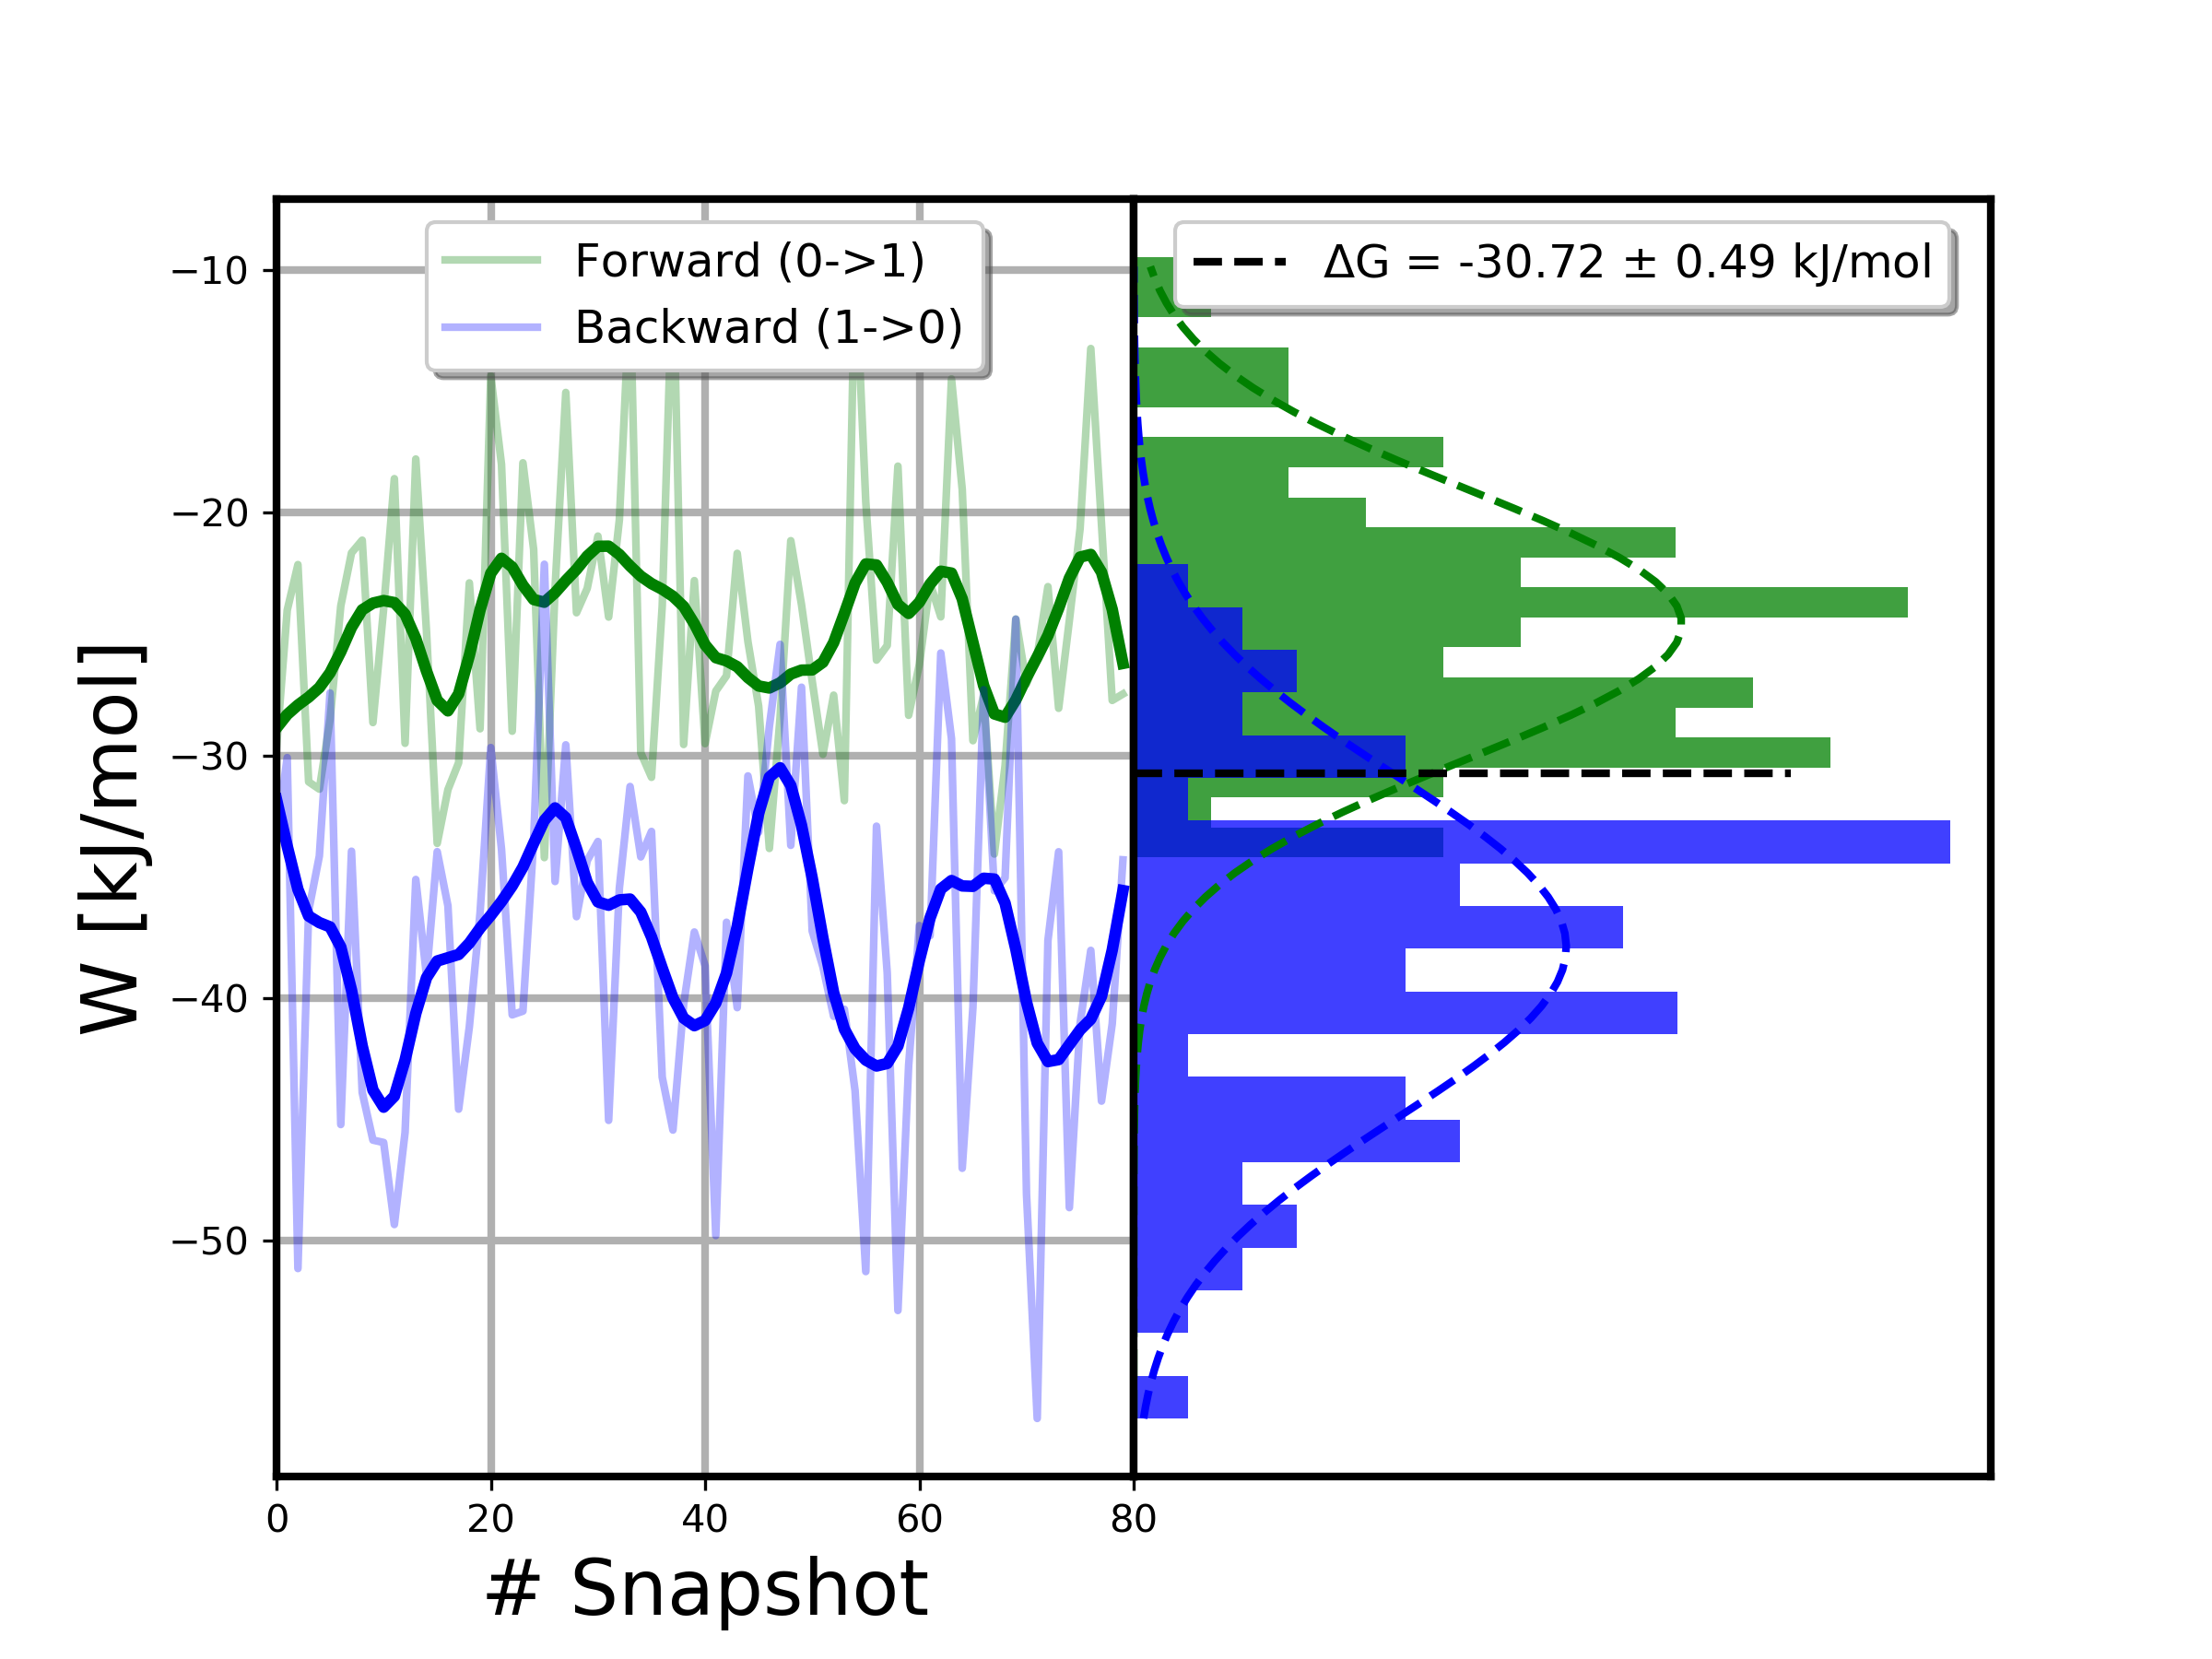 Forward (0->1)
Backward (1->0)
ΔG = -30.72 ± 0.49 kJ/mol
W [kJ/mol]
−10
−20
−30
−40
−50
0 20 40 60 80
# Snapshot